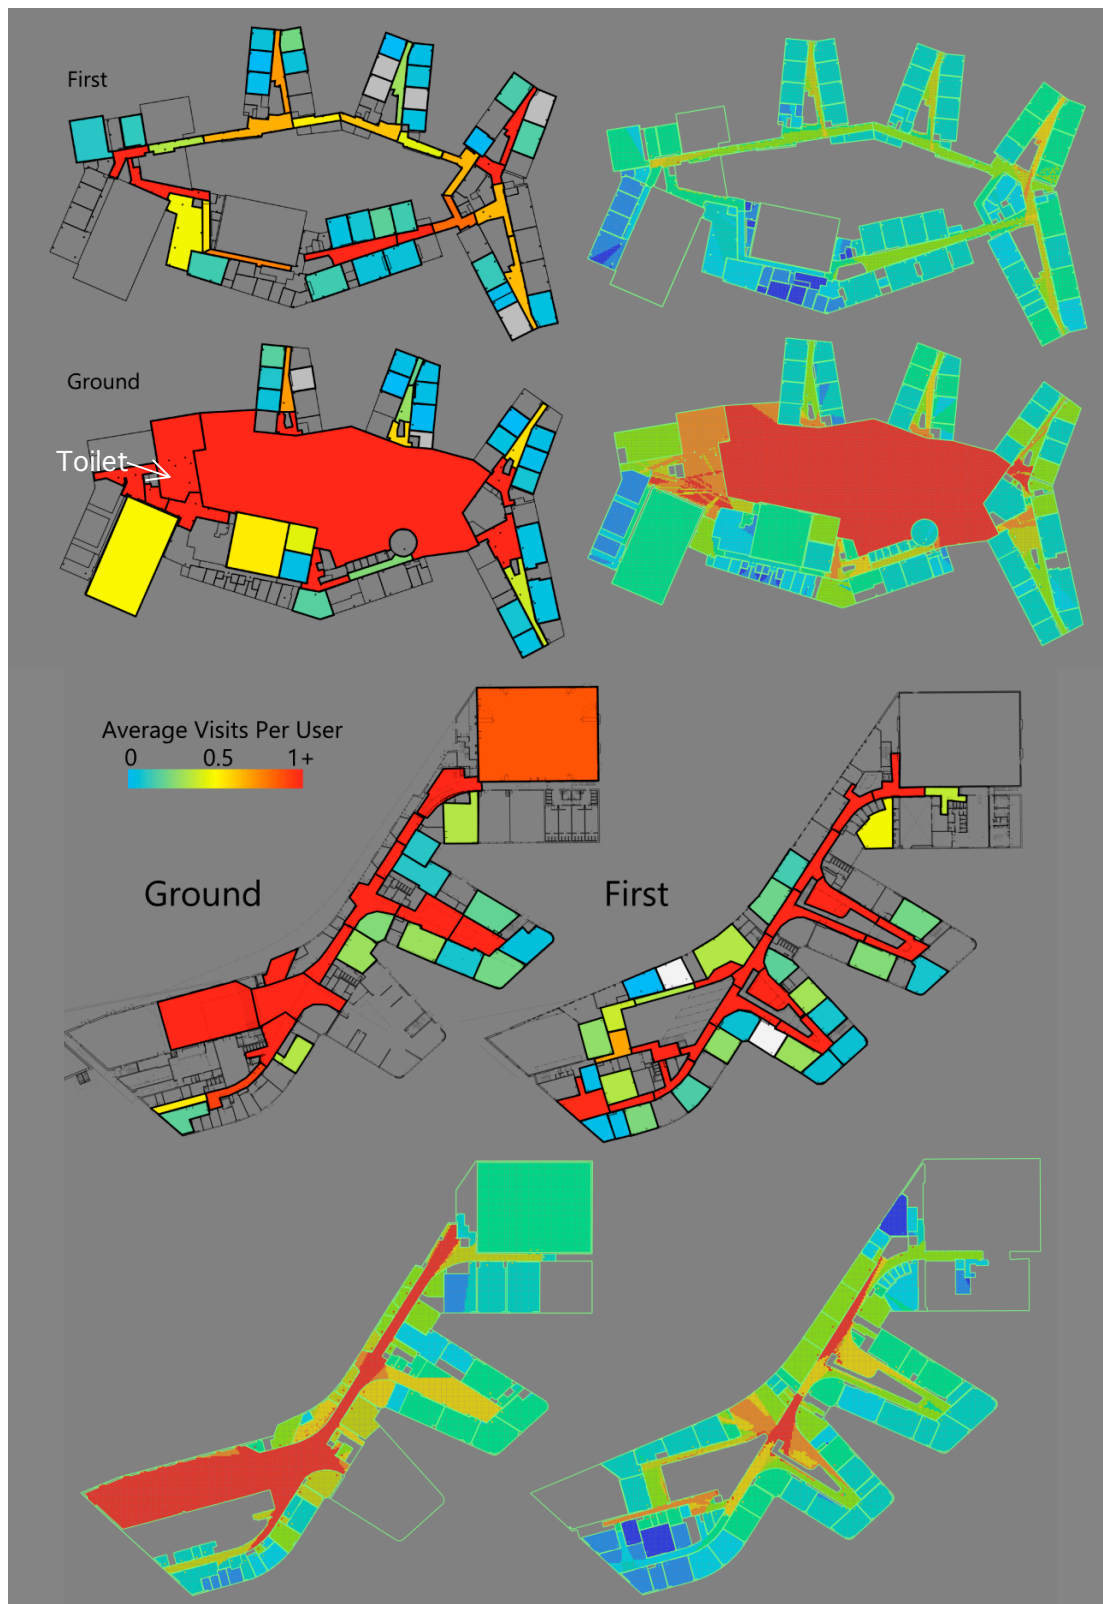 First
Ground
Toilet
Average Visits Per User
0 0.5 1+
Ground First